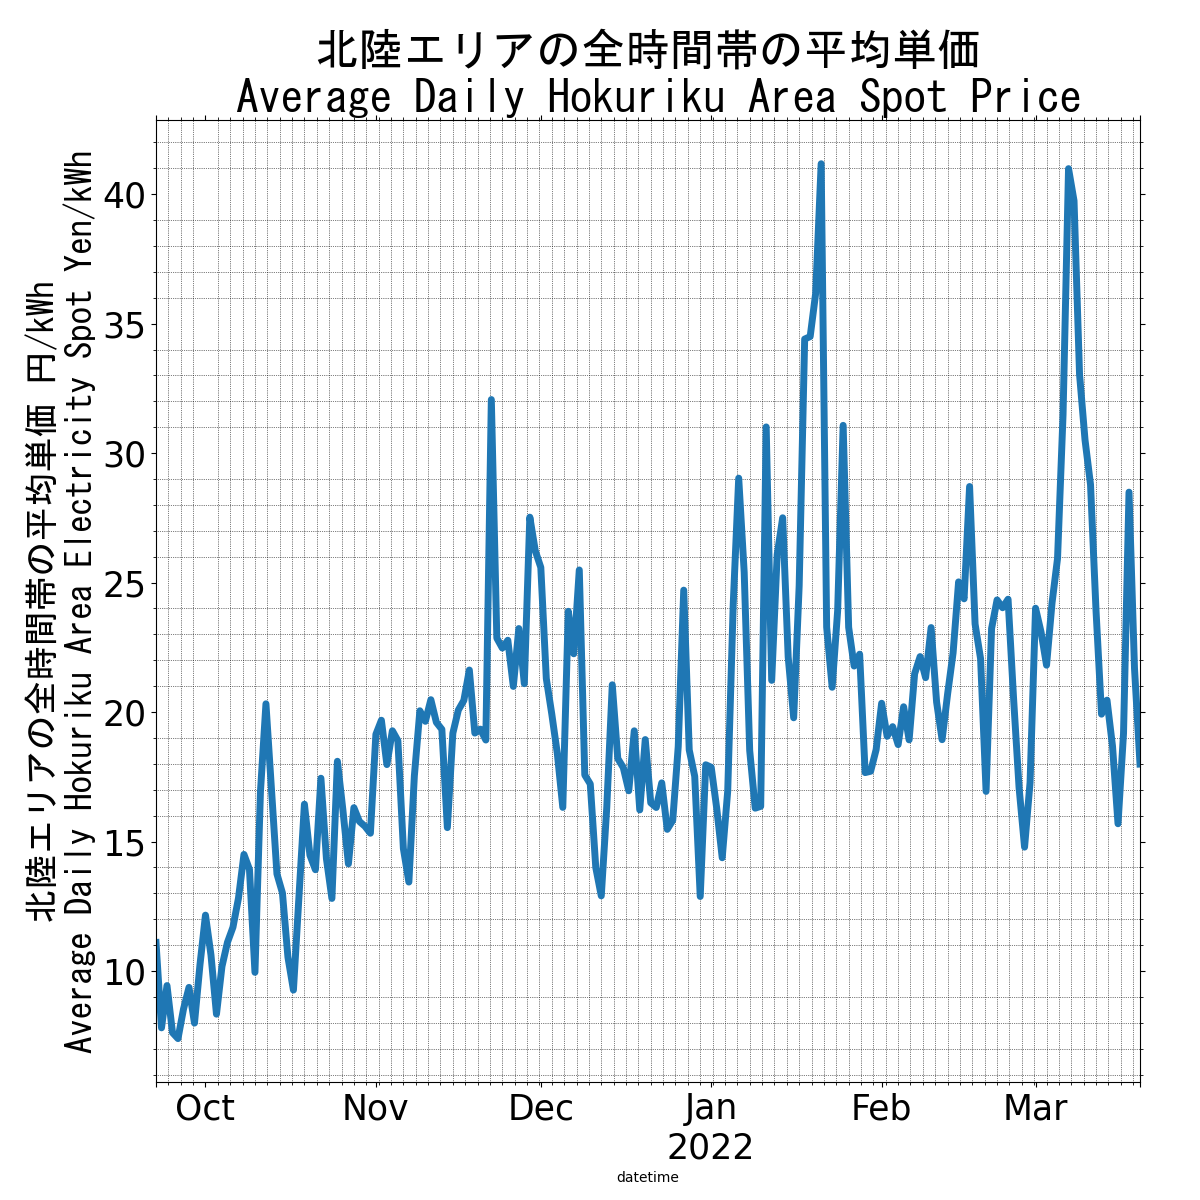 北陸エリアの全時間帯の平均単価
Average Daily Hokuriku Area Spot Price
北陸エリアの全時間帯の平均単価 円/kWh
Average Daily Hokuriku Area Electricity Spot Yen/kWh
40
35
30
25
20
15
10
Oct Nov Dec Jan Feb Mar
2022
datetime